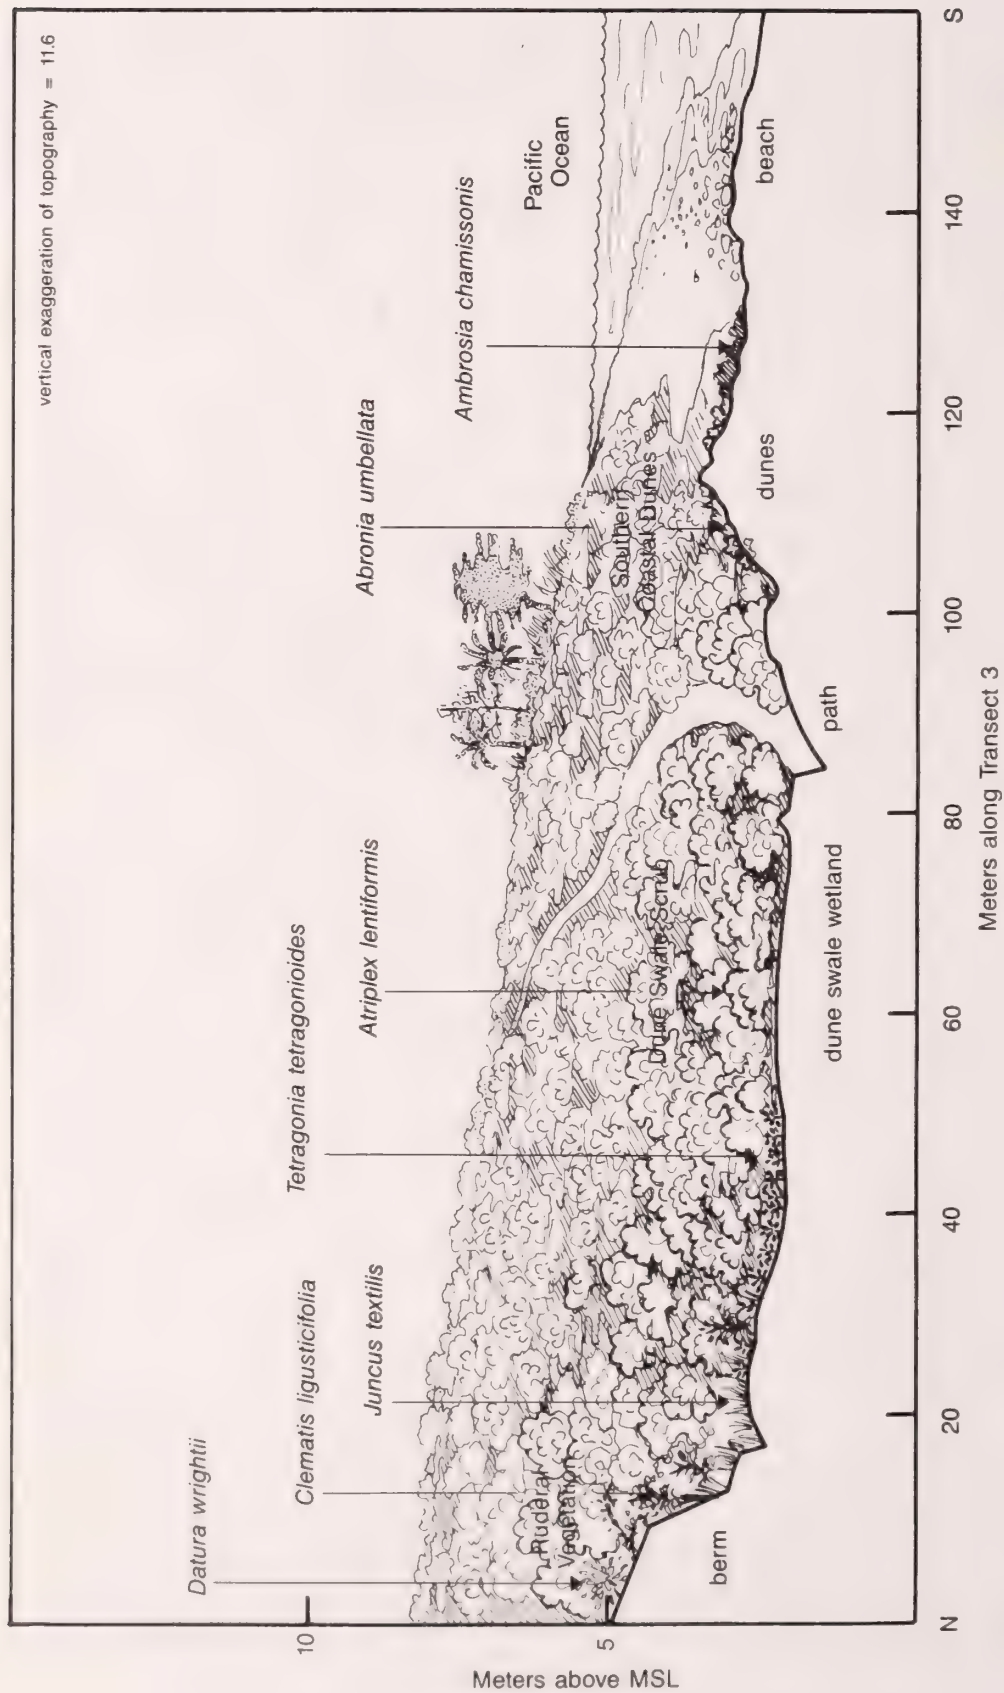 vertical exaggeration of topography = 11.6
Datura wrightii
Clematis ligusticifolia
Juncus textilis
Tetragonia tetragonioides
Atriplex lentiformis
Abronia umbellata
Ambrosia chamissonis
Pacific
Ocean
Ruderal
Vegetation
Dune Swale Scrub
Southern
Coastal Dunes
berm
dune swale wetland
path
dunes
beach
10
5
Meters above MSL
N
20
40
60
80
100
120
140
S
Meters along Transect 3